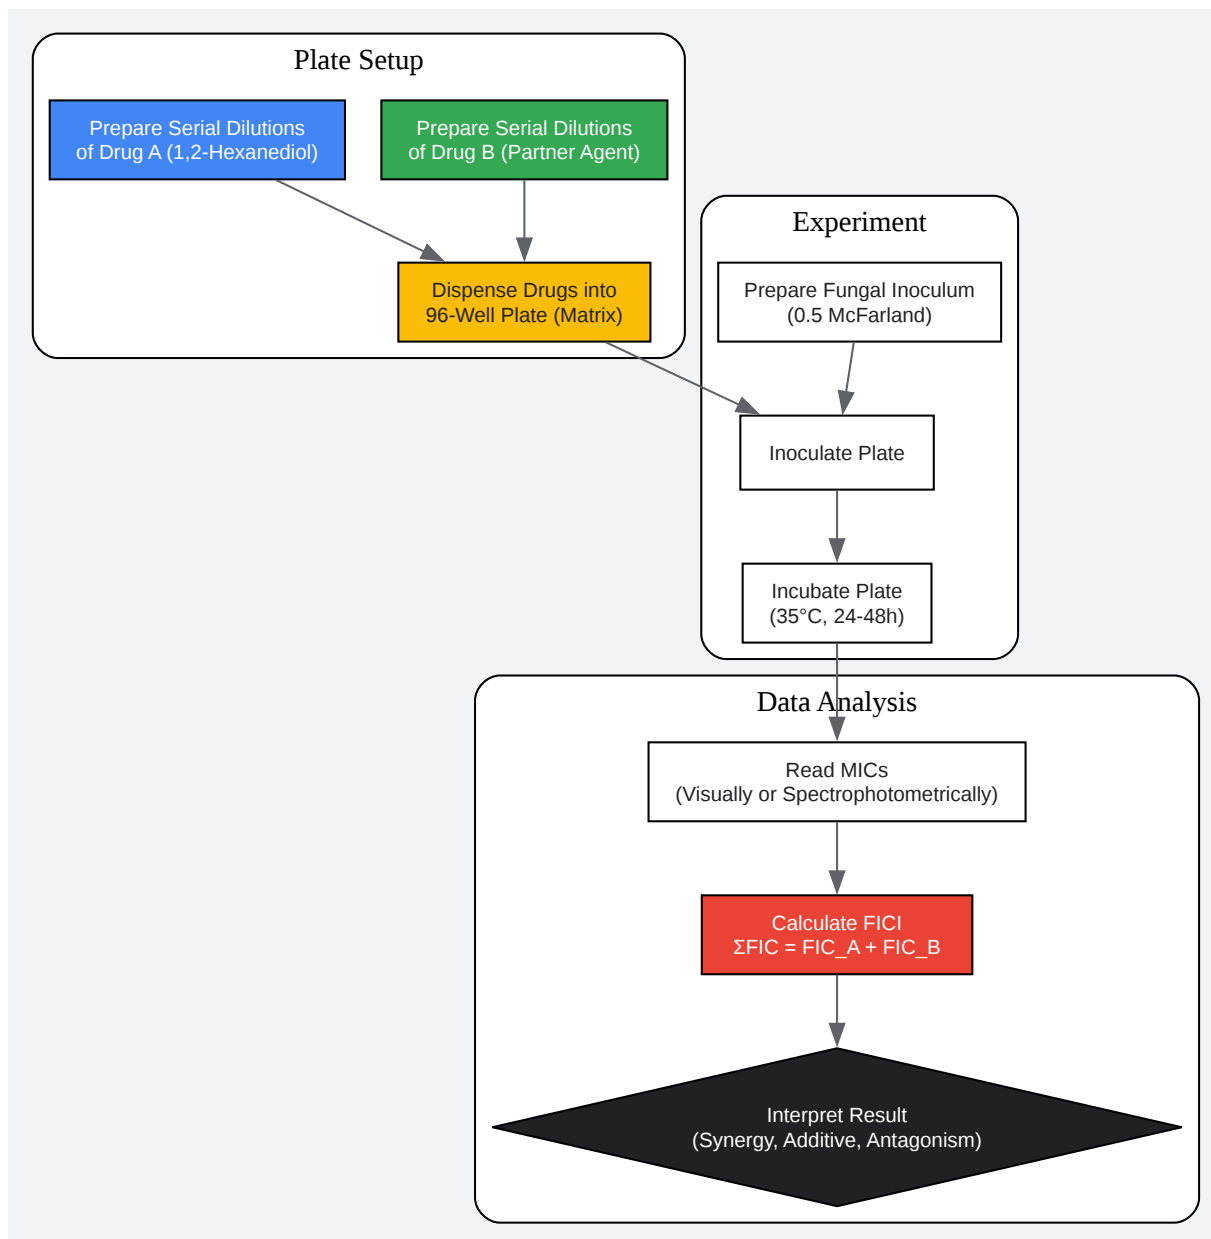 Plate Setup
Prepare Serial Dilutions
of Drug A (1,2-Hexanediol)
Prepare Serial Dilutions
of Drug B (Partner Agent)
Dispense Drugs into
96-Well Plate (Matrix)
Experiment
Prepare Fungal Inoculum
(0.5 McFarland)
Inoculate Plate
Incubate Plate
(35°C, 24-48h)
Data Analysis
Read MICs
(Visually or Spectrophotometrically)
Calculate FICI
ΣFIC = FIC_A + FIC_B
Interpret Result
(Synergy, Additive, Antagonism)